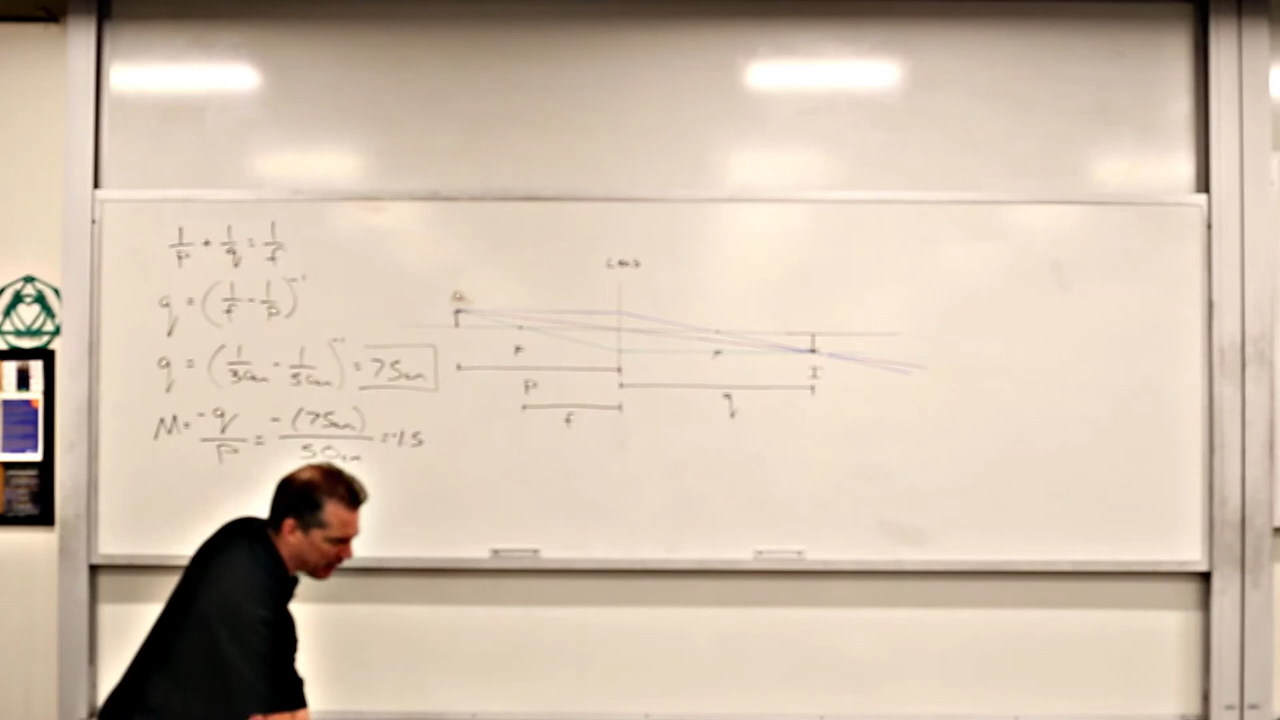 1/p + 1/q = 1/f
q = (1/f - 1/p)⁻¹
q = (1/30cm - 1/50cm)⁻¹ = 75cm
M = -q/p = -(75cm)/50cm = -1.5
Lens
O
F
F
I
p
q
f